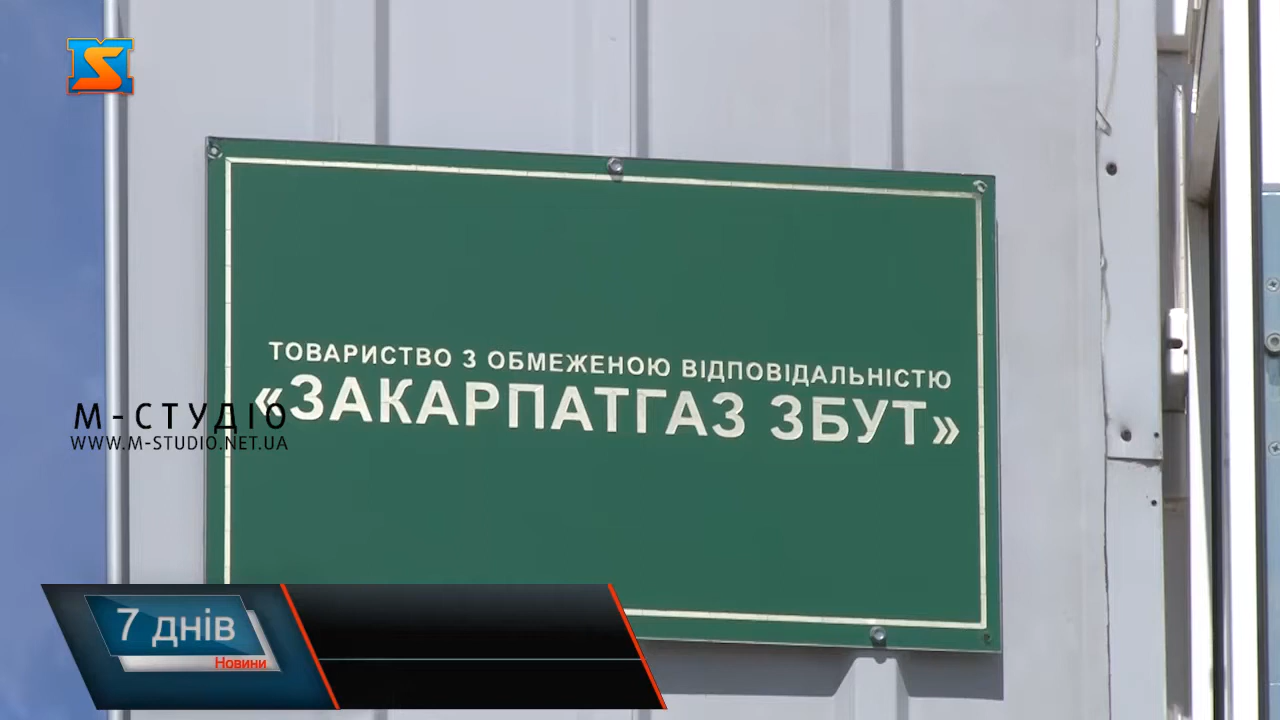 ТОВАРИСТВО З ОБМЕЖЕНОЮ ВІДПОВІДАЛЬНІСТЮ
«ЗАКАРПАТГАЗ ЗБУТ»
М-СТУДІО
WWW.M-STUDIO.NET.UA
7 днів
Новини